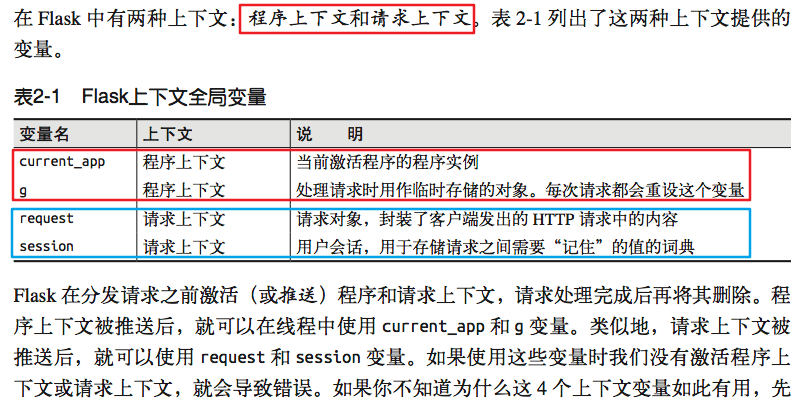 在 Flask 中有两种上下文：程序上下文和请求上下文。表 2-1 列出了这两种上下文提供的
变量。
表2-1 Flask上下文全局变量
变量名 上下文 说 明
current_app 程序上下文 当前激活程序的程序实例
g 程序上下文 处理请求时用作临时存储的对象。每次请求都会重设这个变量
request 请求上下文 请求对象，封装了客户端发出的 HTTP 请求中的内容
session 请求上下文 用户会话，用于存储请求之间需要“记住”的值的词典
Flask 在分发请求之前激活（或推送）程序和请求上下文，请求处理完成后再将其删除。程
序上下文被推送后，就可以在线程中使用 current_app 和 g 变量。类似地，请求上下文被
推送后，就可以使用 request 和 session 变量。如果使用这些变量时我们没有激活程序上
下文或请求上下文，就会导致错误。如果你不知道为什么这 4 个上下文变量如此有用，先